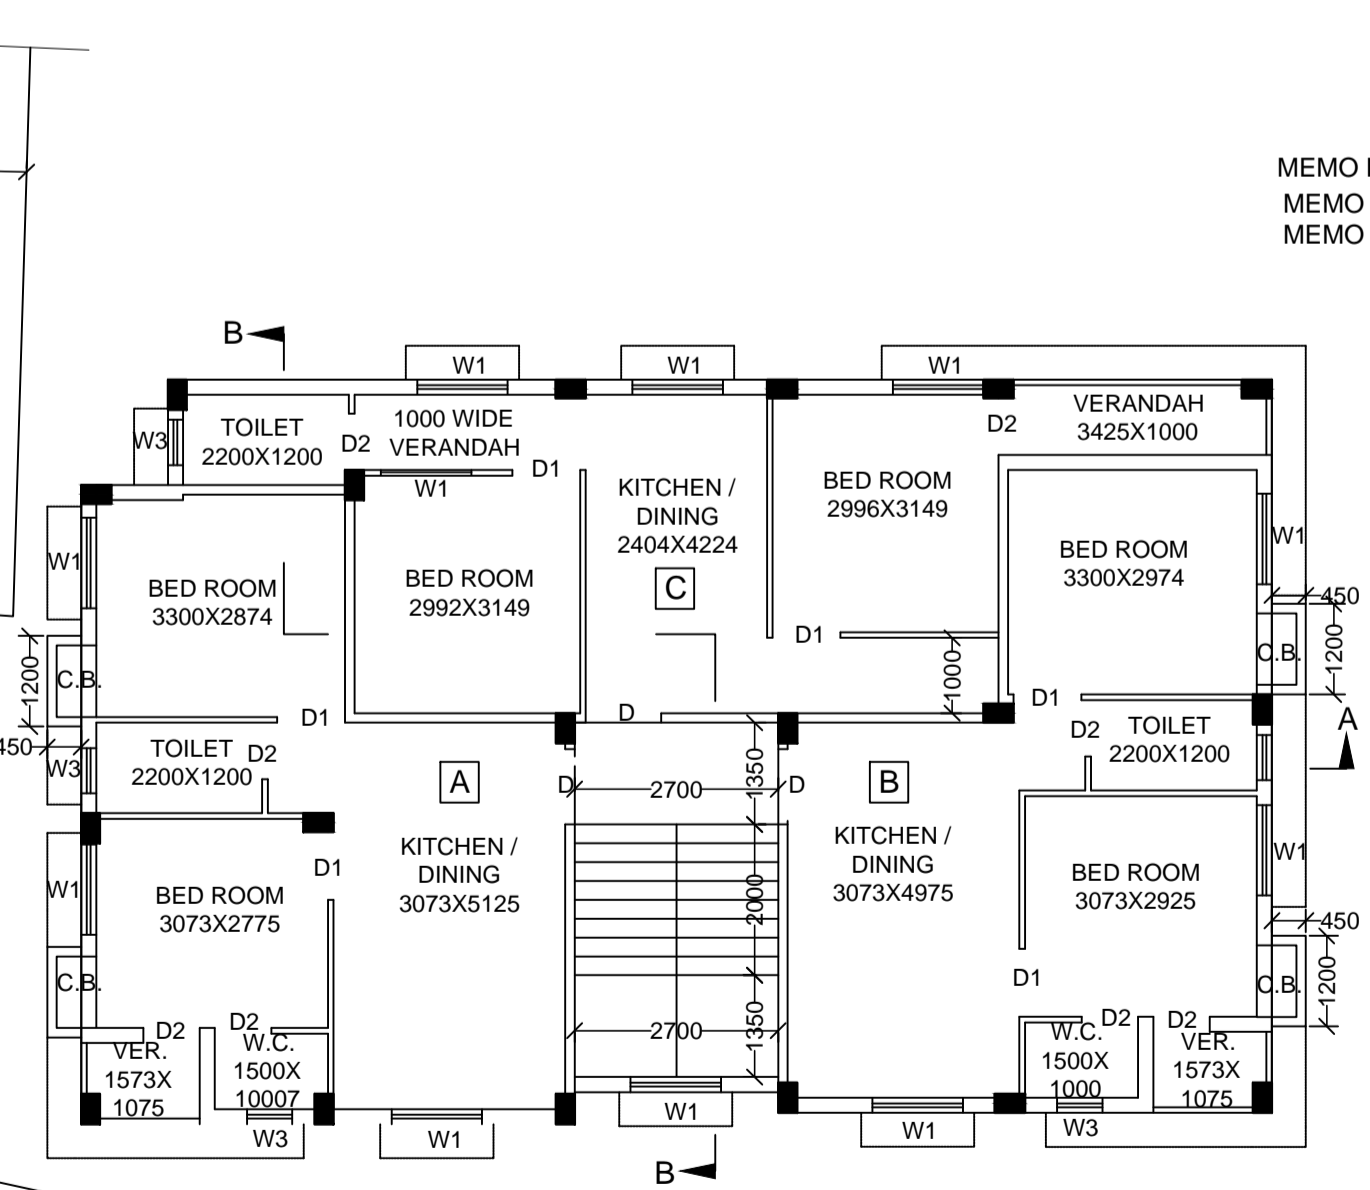 MEMO
MEMO
MEMO
B
W1
W1
W1
W3
TOILET
2200X1200
D2
1000 WIDE
VERANDAH
D1
W1
D2
VERANDAH
3425X1000
KITCHEN /
DINING
2404X4224
C
BED ROOM
2996X3149
W1
BED ROOM
3300X2874
BED ROOM
2992X3149
BED ROOM
3300X2974
W1
450
1200
C.B.
D1
D1
1000
C.B.
1200
D1
D
D1
450
W3
TOILET
2200X1200
D2
A
D
2700
1350
D
B
D2
TOILET
2200X1200
A
KITCHEN /
DINING
3073X5125
KITCHEN /
DINING
3073X4975
W1
D1
BED ROOM
3073X2775
2000
BED ROOM
3073X2925
W1
450
C.B.
D1
C.B.
1200
D2
D2
2700
1350
D2
D2
VER.
1573X
1075
W.C.
1500X
10007
W.C.
1500X
1000
VER.
1573X
1075
W3
W1
W1
W1
W3
B